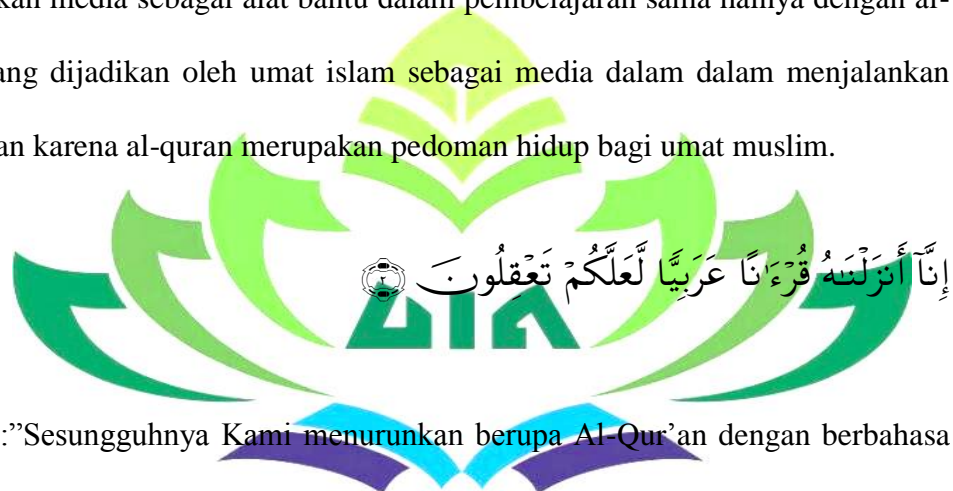 kan media sebagai alat bantu dalam pembelajaran sama halnya dengan al-
ang dijadikan oleh umat islam sebagai media dalam dalam menjalankan
an karena al-quran merupakan pedoman hidup bagi umat muslim.
إِنَّآ أَنزَلْنَٰهُ قُرْءَٰنًا عَرَبِيًّا لَّعَلَّكُمْ تَعْقِلُونَ ۝٢
:”Sesungguhnya Kami menurunkan berupa Al-Qur’an dengan berbahasa